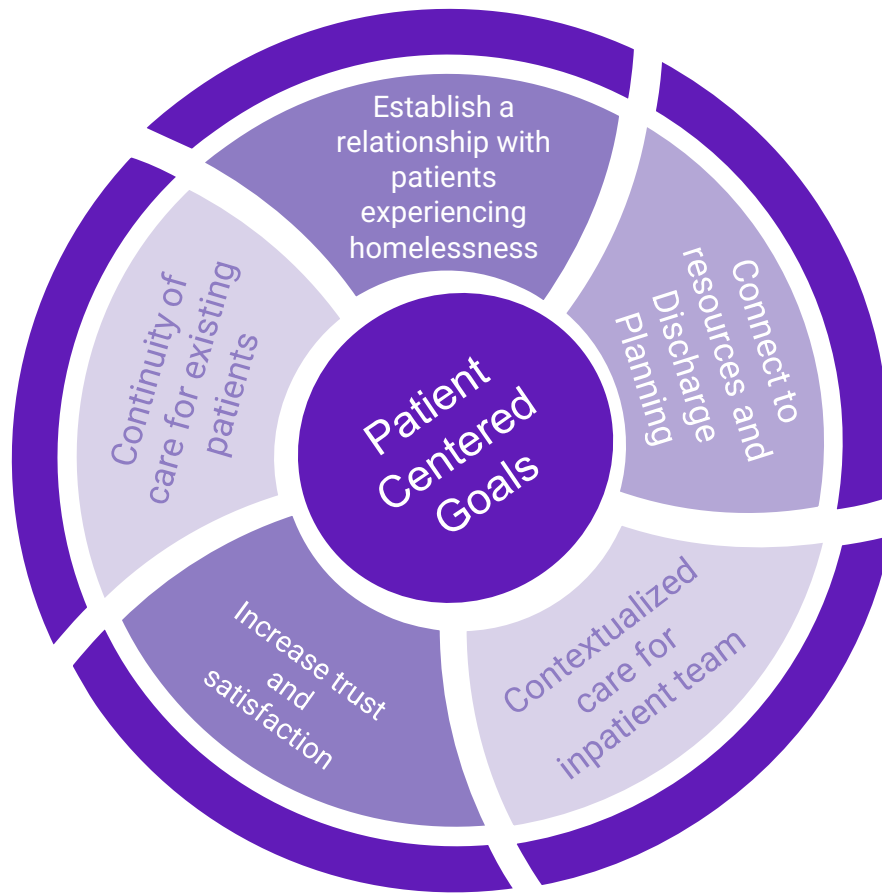 Establish a
relationship with
patients
experiencing
homelessness
Connect to
resources and
Discharge
Planning
Contextualized
care for
inpatient team
Increase trust
and
satisfaction
Continuity of
care for existing
patients
Patient
Centered
Goals